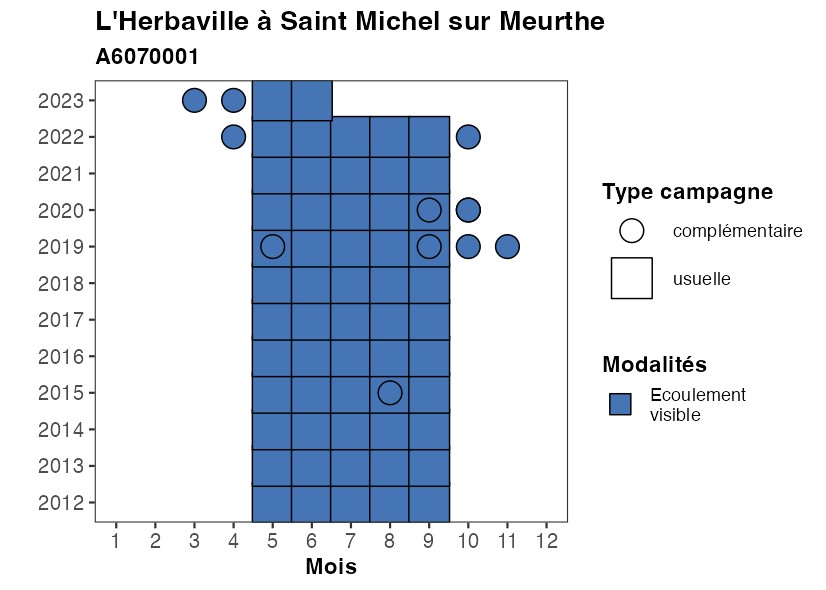 L'Herbaville à Saint Michel sur Meurthe
A6070001
2023
2022
2021
2020
2019
2018
2017
2016
2015
2014
2013
2012
1 2 3 4 5 6 7 8 9 10 11 12
Mois
Type campagne
complémentaire
usuelle
Modalités
Ecoulement
visible